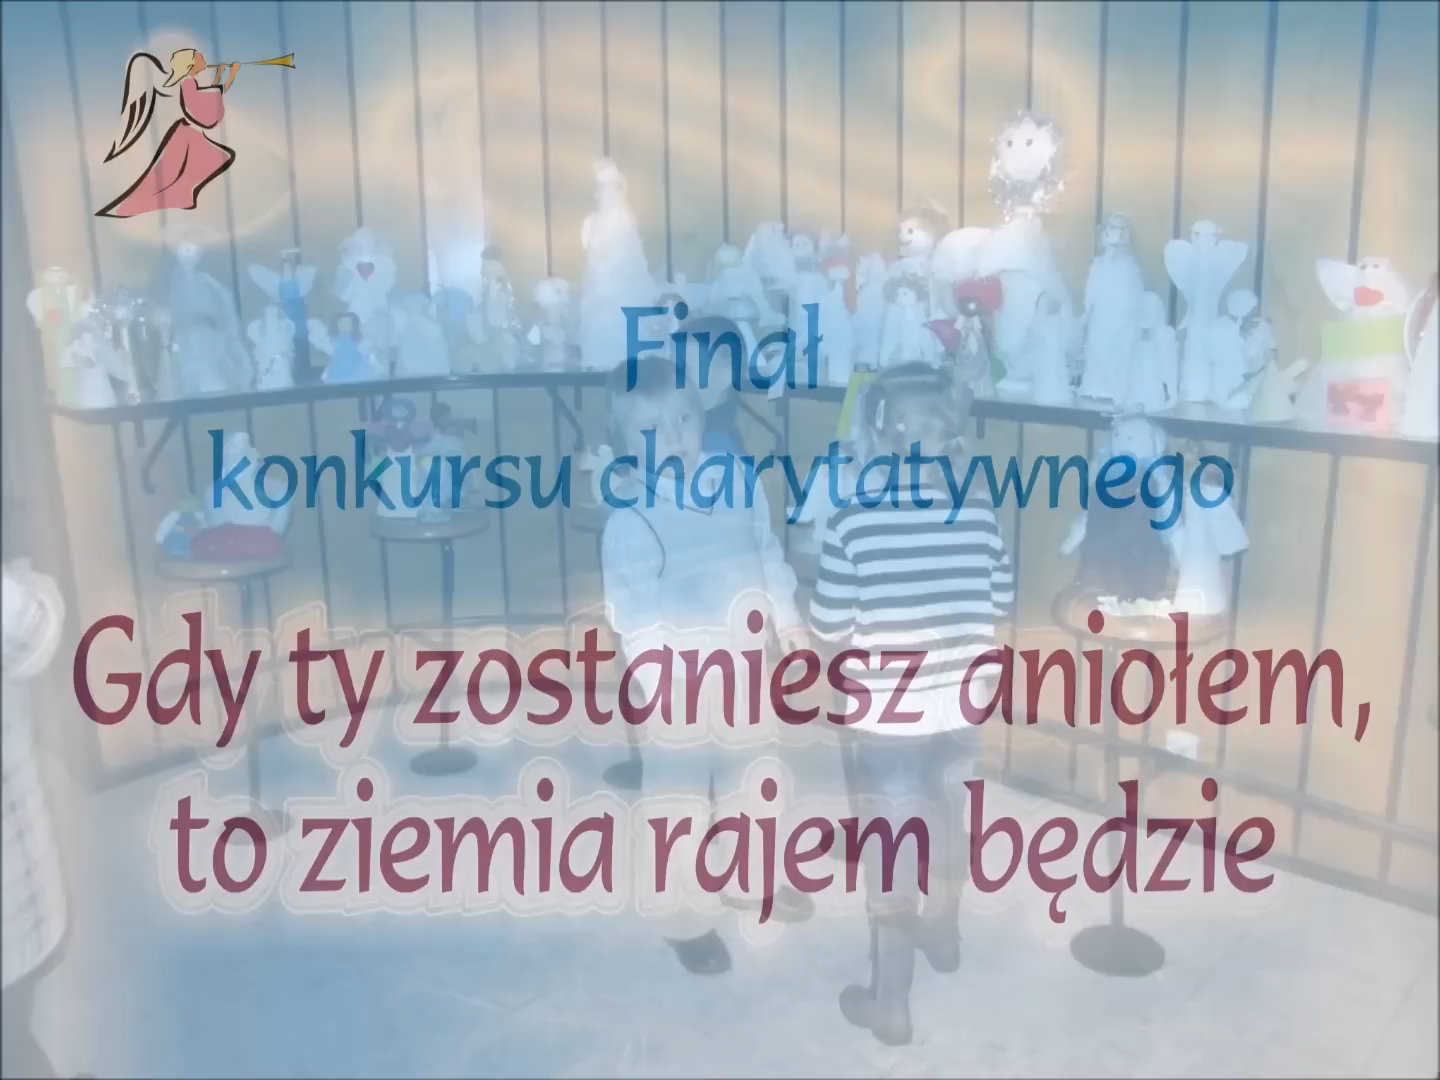 Finał
konkursu charytatywnego
Gdy ty zostaniesz aniołem,
to ziemia rajem będzie